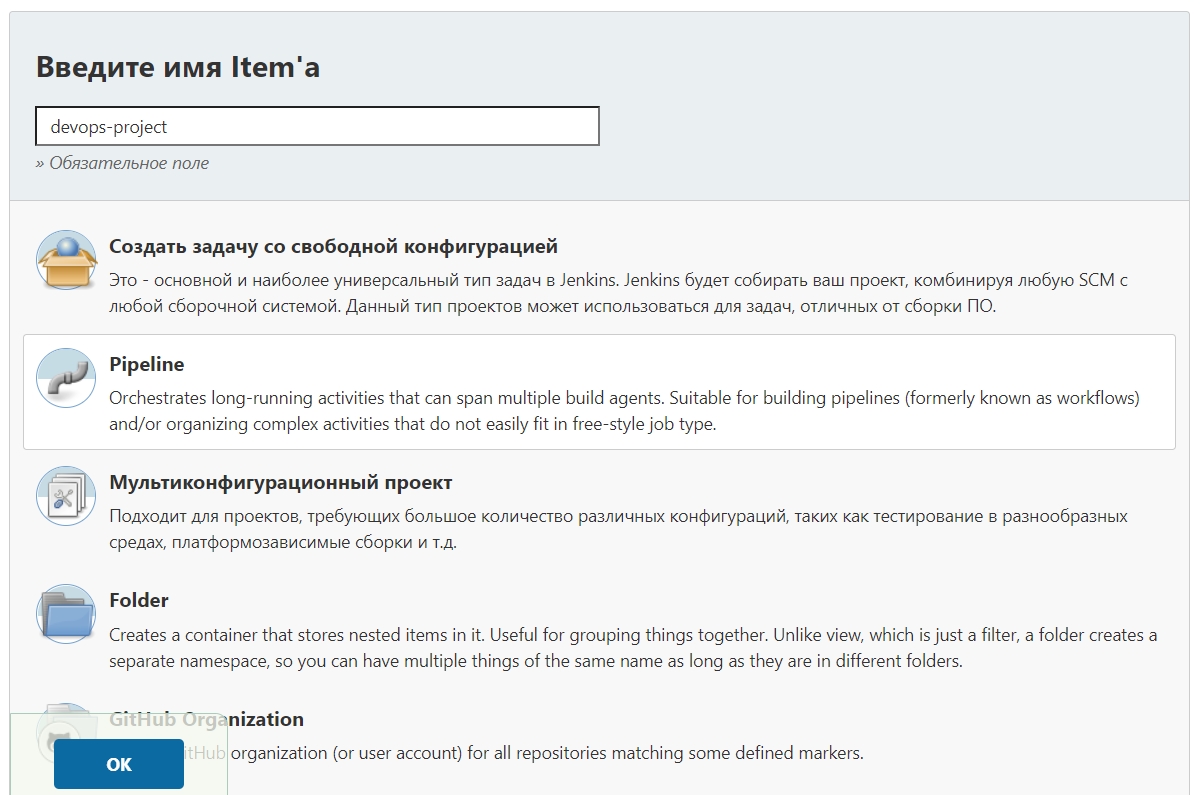 Введите имя Item'а
devops-project
» Обязательное поле
Создать задачу со свободной конфигурацией
Это - основной и наиболее универсальный тип задач в Jenkins. Jenkins будет собирать ваш проект, комбинируя любую SCM с
любой сборочной системой. Данный тип проектов может использоваться для задач, отличных от сборки ПО.
Pipeline
Orchestrates long-running activities that can span multiple build agents. Suitable for building pipelines (formerly known as workflows)
and/or organizing complex activities that do not easily fit in free-style job type.
Мультиконфигурационный проект
Подходит для проектов, требующих большое количество различных конфигураций, таких как тестирование в разнообразных
средах, платформозависимые сборки и т.д.
Folder
Creates a container that stores nested items in it. Useful for grouping things together. Unlike view, which is just a filter, a folder creates a
separate namespace, so you can have multiple things of the same name as long as they are in different folders.
GitHub Organization
organization (or user account) for all repositories matching some defined markers.
OK